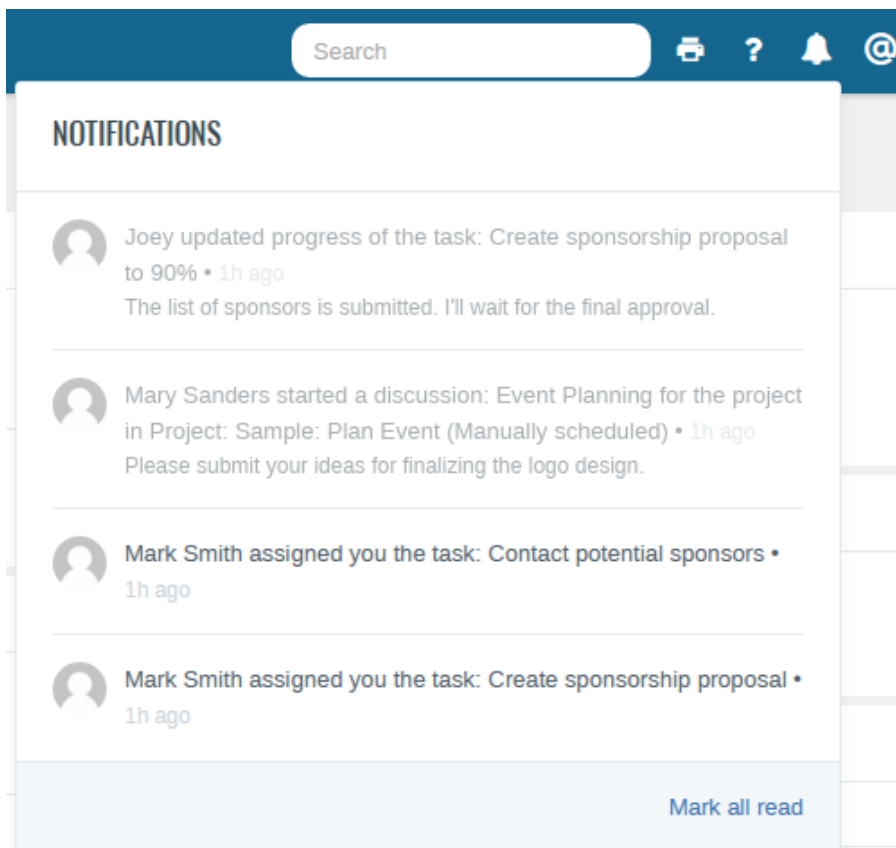 Search
?
@
NOTIFICATIONS
Joey updated progress of the task: Create sponsorship proposal
to 90% • 1h ago
The list of sponsors is submitted. I'll wait for the final approval.
Mary Sanders started a discussion: Event Planning for the project
in Project: Sample: Plan Event (Manually scheduled) • 1h ago
Please submit your ideas for finalizing the logo design.
Mark Smith assigned you the task: Contact potential sponsors •
1h ago
Mark Smith assigned you the task: Create sponsorship proposal •
1h ago
Mark all read